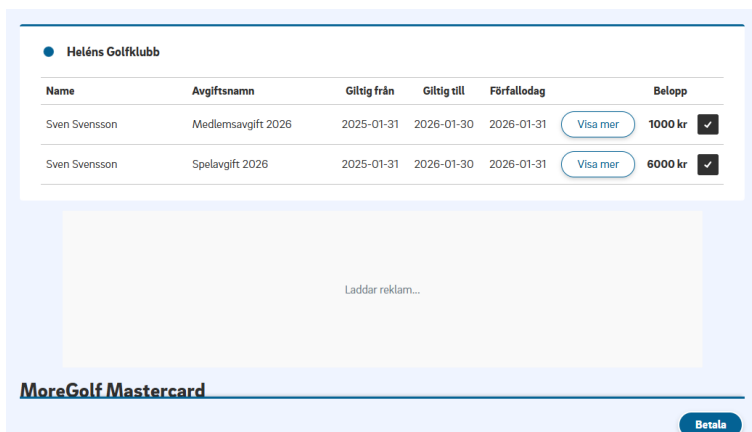 Heléns Golfklubb
Name Avgiftsnamn Giltig från Giltig till Förfallodag Belopp
Sven Svensson Medlemsavgift 2026 2025-01-31 2026-01-30 2026-01-31 Visa mer 1000 kr
Sven Svensson Spelavgift 2026 2025-01-31 2026-01-30 2026-01-31 Visa mer 6000 kr
Laddar reklam...
MoreGolf Mastercard
Betala